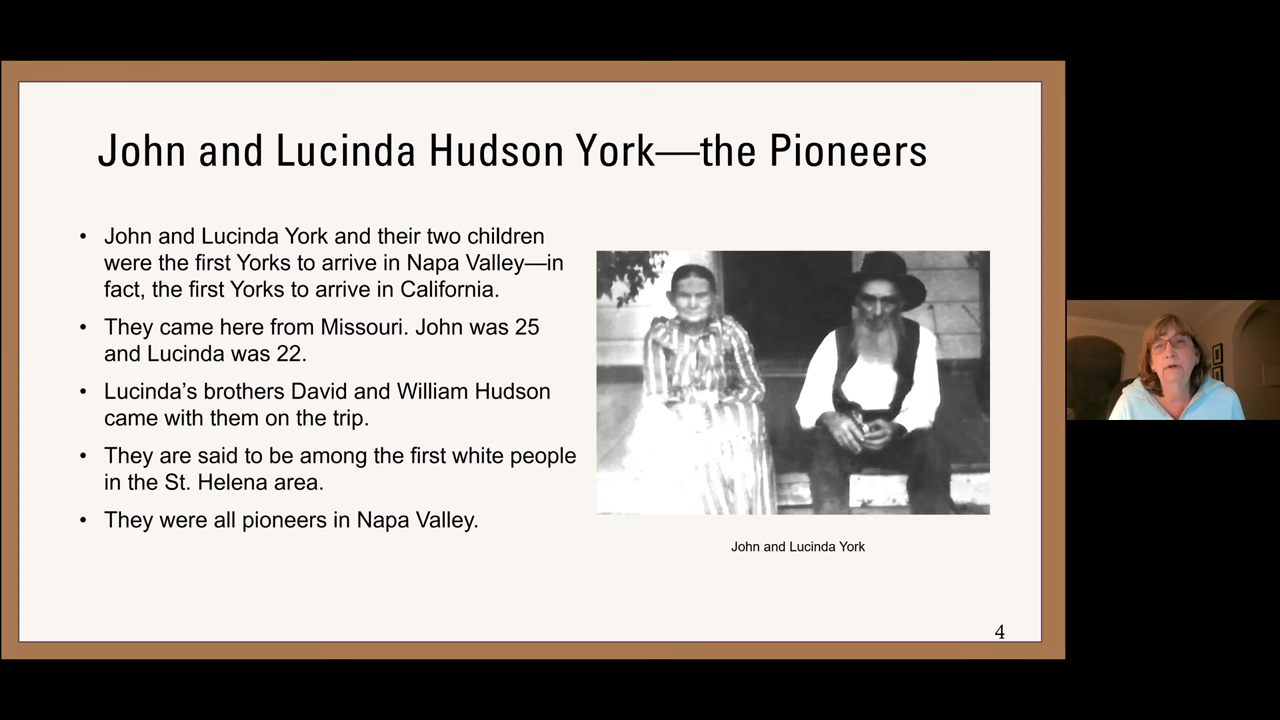 John and Lucinda Hudson York—the Pioneers
• John and Lucinda York and their two children
were the first Yorks to arrive in Napa Valley—in
fact, the first Yorks to arrive in California.
• They came here from Missouri. John was 25
and Lucinda was 22.
• Lucinda’s brothers David and William Hudson
came with them on the trip.
• They are said to be among the first white people
in the St. Helena area.
• They were all pioneers in Napa Valley.
John and Lucinda York
4